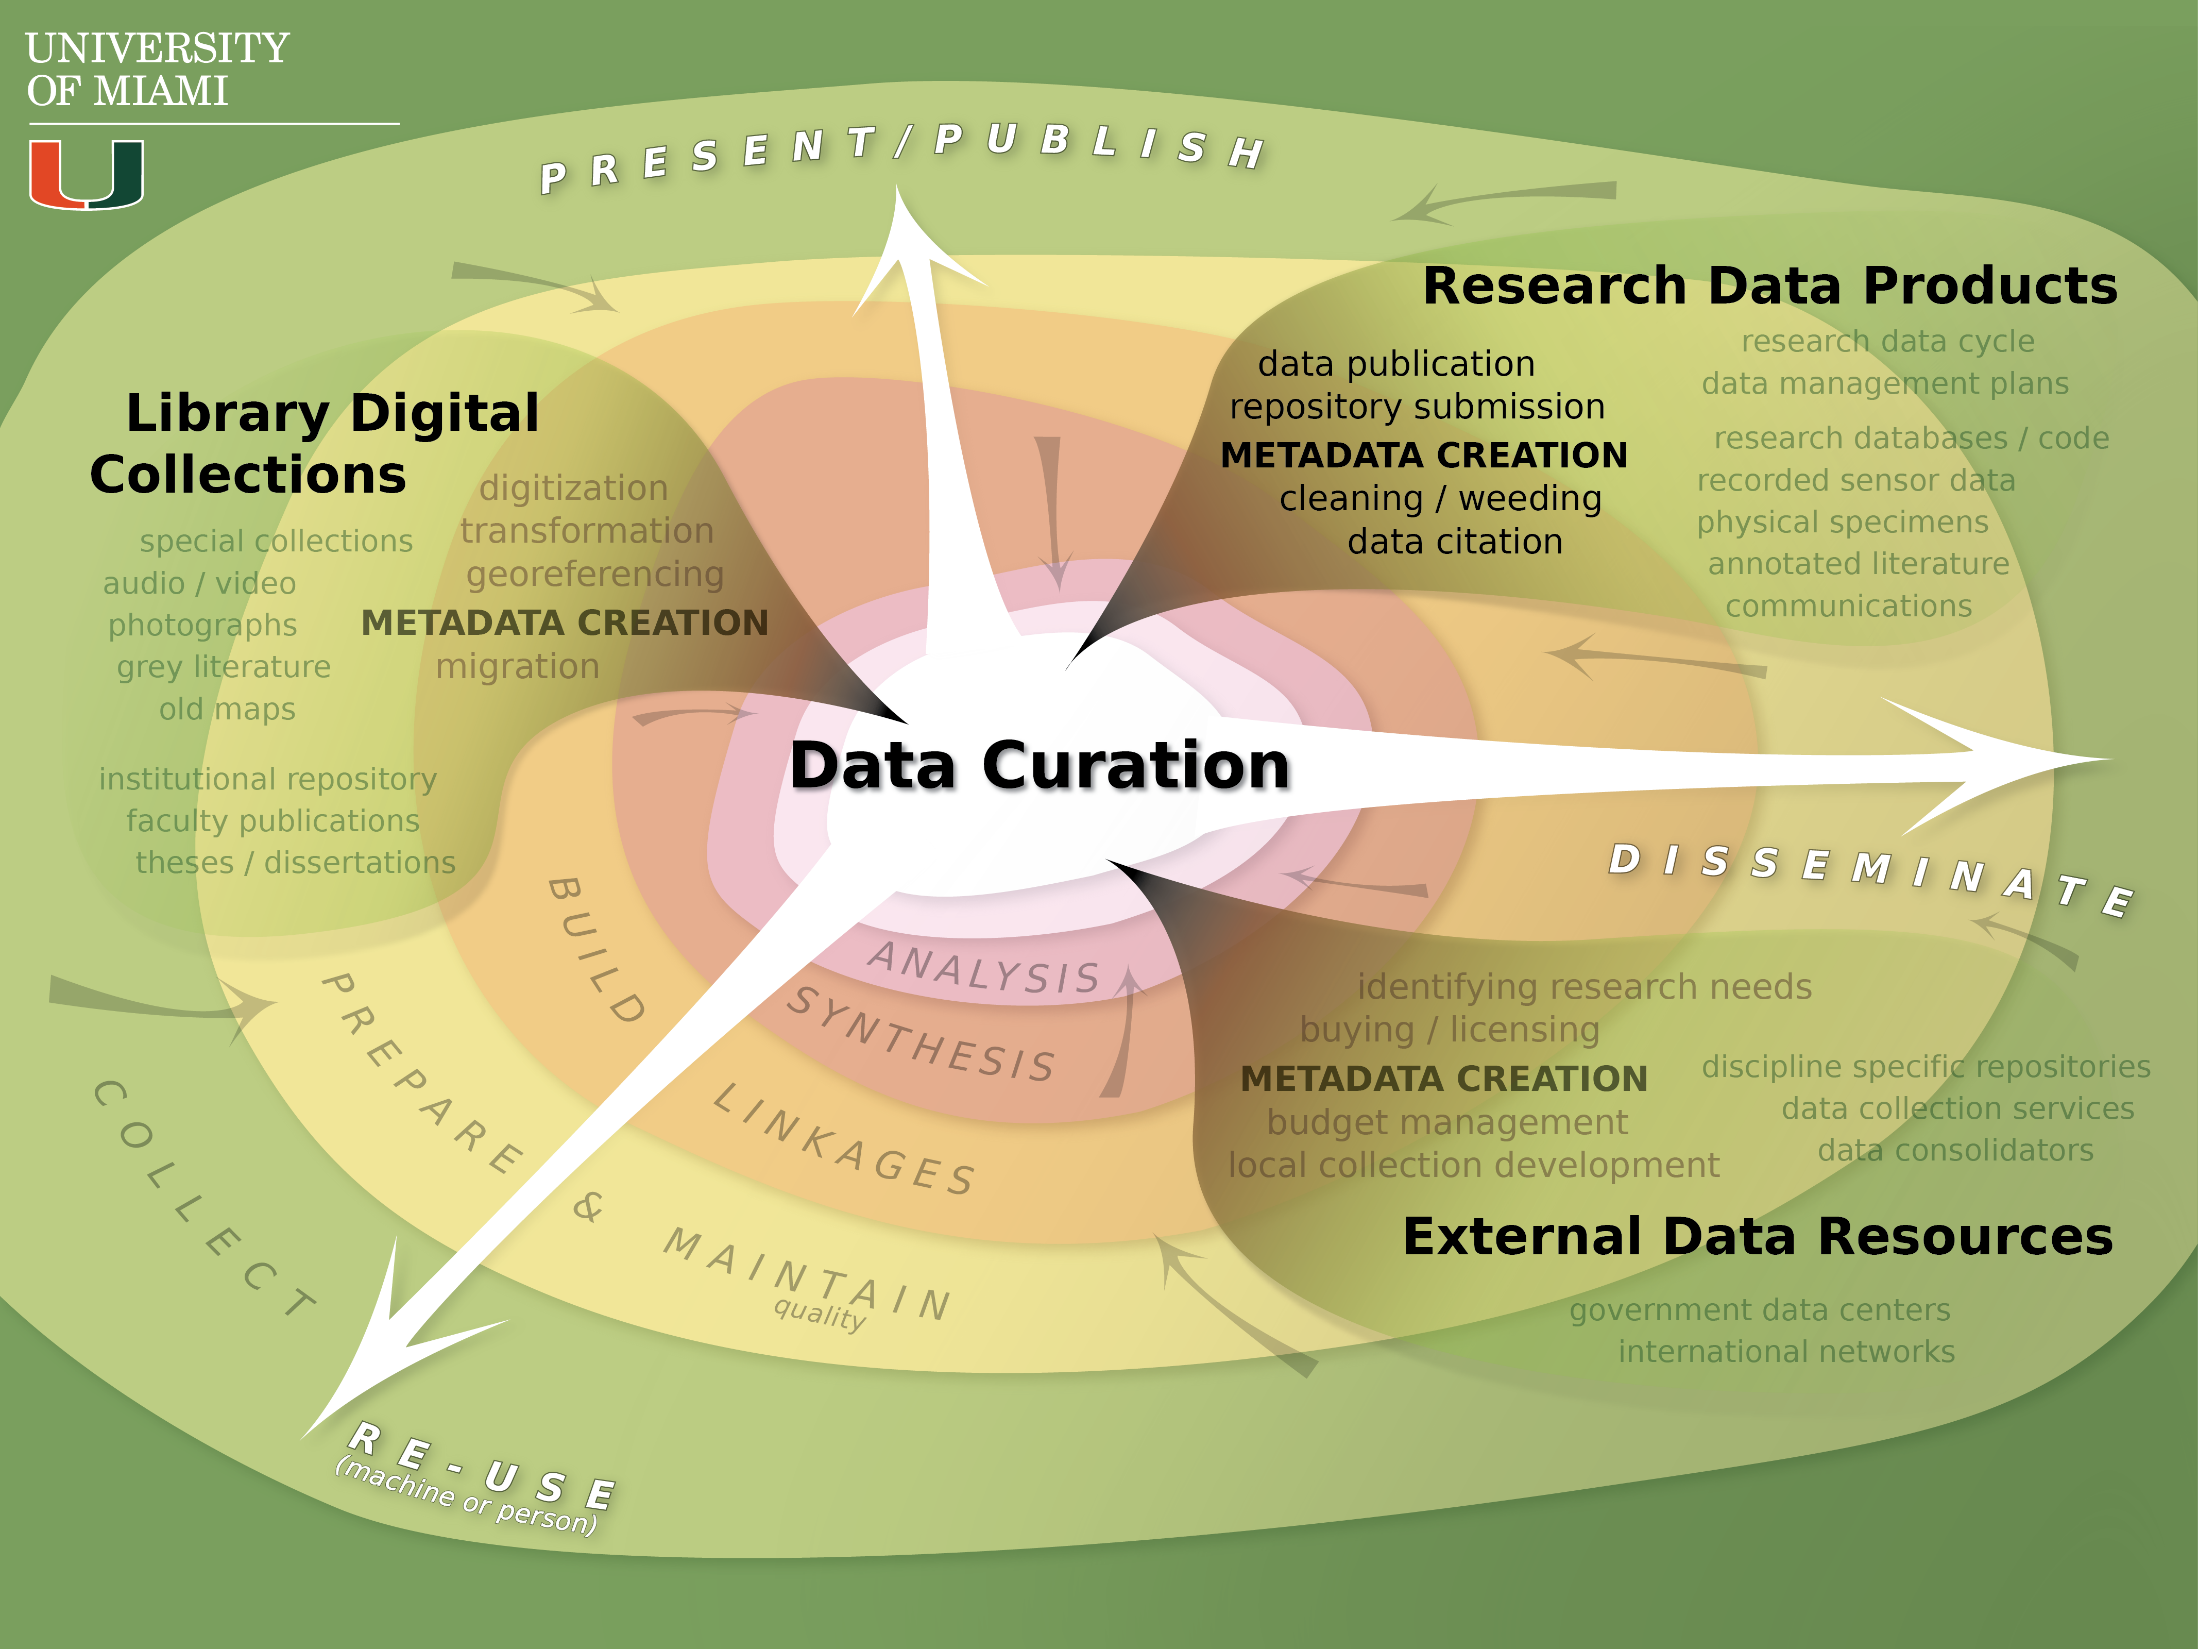 UNIVERSITY
OF MIAMI
PRESENT/PUBLISH
Library Digital
Collections
digitization
transformation
georeferencing
METADATA CREATION
migration
special collections
audio / video
photographs
grey literature
old maps
institutional repository
faculty publications
theses / dissertations
Research Data Products
data publication
repository submission
METADATA CREATION
cleaning / weeding
data citation
research data cycle
data management plans
research databases / code
recorded sensor data
physical specimens
annotated literature
communications
Data Curation
DISSEMINATE
ANALYSIS
SYNTHESIS
BUILD LINKAGES
PREPARE & MAINTAIN
quality
COLLECT
identifying research needs
buying / licensing
METADATA CREATION
budget management
local collection development
discipline specific repositories
data collection services
data consolidators
External Data Resources
government data centers
international networks
RE-USE
(machine or person)